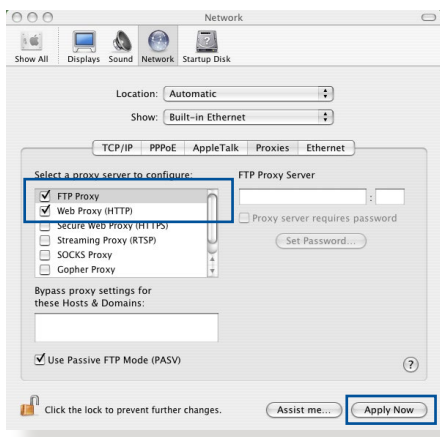 Network
Show All Displays Sound Network Startup Disk
Location: Automatic
Show: Built-in Ethernet
TCP/IP PPPoE AppleTalk Proxies Ethernet
Select a proxy server to configure: FTP Proxy Server
FTP Proxy
Web Proxy (HTTP)
:
Secure Web Proxy (HTTPS)
Proxy server requires password
Streaming Proxy (RTSP)
Set Password...
SOCKS Proxy
Gopher Proxy
Bypass proxy settings for
these Hosts & Domains:
Use Passive FTP Mode (PASV)
?
Click the lock to prevent further changes. Assist me... Apply Now